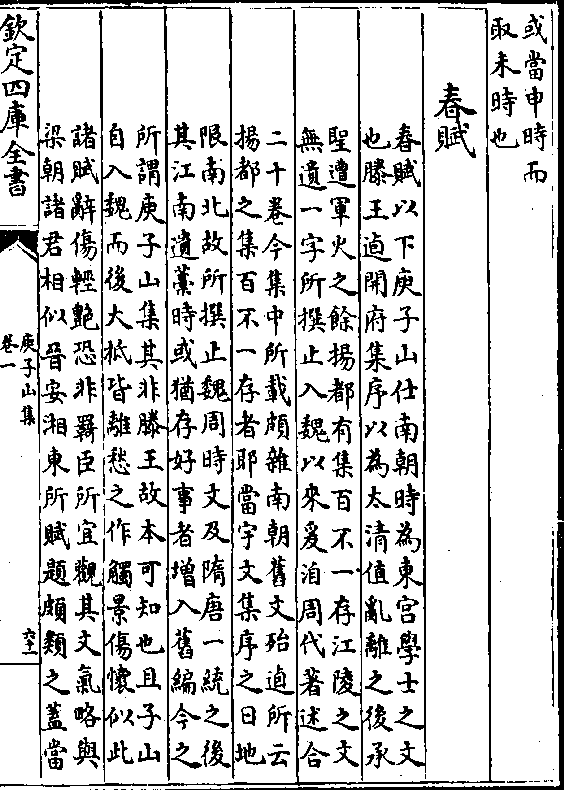 或當申時而
取未時也
春賦
春賦以下庾子山仕南朝時為東宮學士之文
也滕王逌開府集序以為太清值亂離之後承
聖遭軍火之餘揚都有集百不一存江陵之文
無遺一字所撰止入魏以來爰洎周代著述合
二十卷今集中所載頗雜南朝舊文殆逌所云
揚都之集百不一存者耶當宇文集序之日地
限南北故所撰止魏周時文及隋唐一統之後
其江南遺藁時或猶存好事者增入舊編今之
所謂庾子山集其非滕王故本可知也且子山
自入魏而後大抵皆離愁之作觸景傷懷似此
諸賦辭傷輕艷恐非羇臣所宜觀其文氣略與
梁朝諸君相似晉安湘東所賦題頗類之蓋當
欽定四庫全書
庾子山集
卷一
六十一